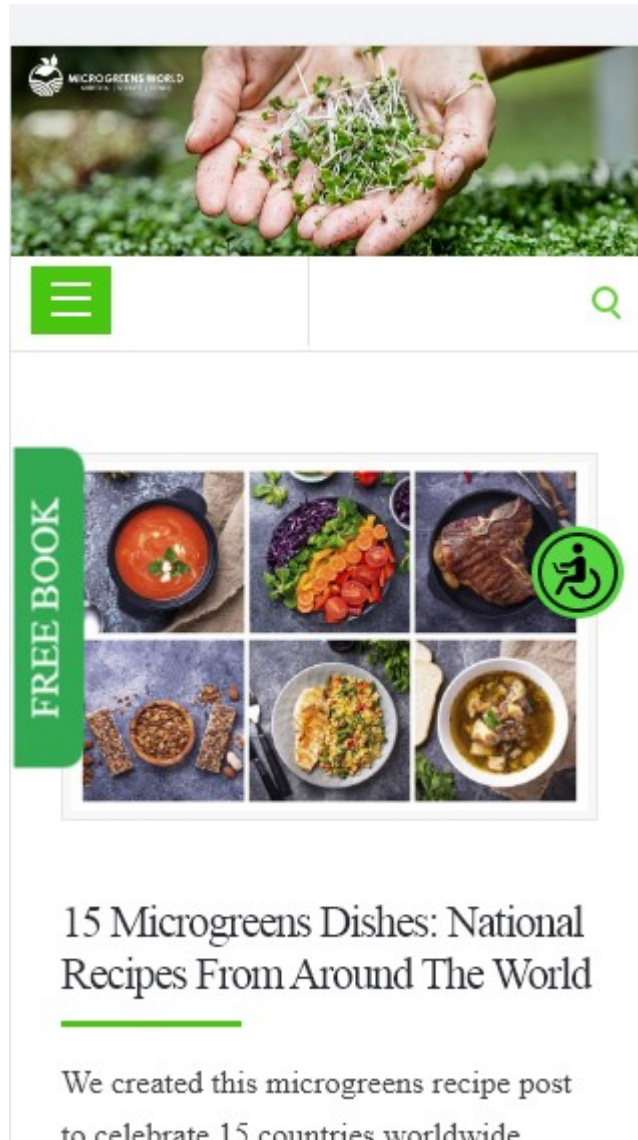 MICROGREENS WORLD
FREE BOOK
15 Microgreens Dishes: National
Recipes From Around The World
We created this microgreens recipe post
to celebrate 15 countries worldwide